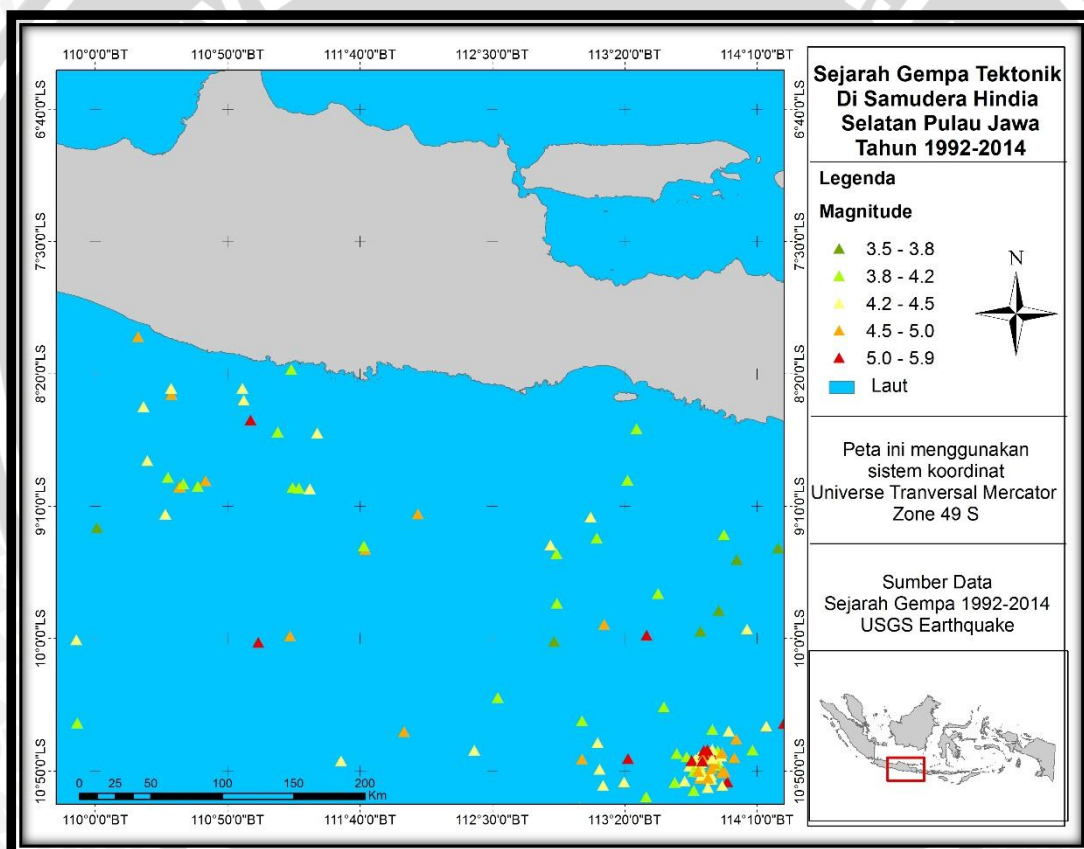 110°0'0"BT 110°50'0"BT 111°40'0"BT 112°30'0"BT 113°20'0"BT 114°10'0"BT
6°40'0"LS 6°40'0"LS
7°30'0"LS 7°30'0"LS
8°20'0"LS 8°20'0"LS
9°10'0"LS 9°10'0"LS
10°0'0"LS 10°0'0"LS
10°50'0"LS 10°50'0"LS
0 25 50 100 150 200
Km
110°0'0"BT 110°50'0"BT 111°40'0"BT 112°30'0"BT 113°20'0"BT 114°10'0"BT
Sejarah Gempa Tektonik
Di Samudera Hindia
Selatan Pulau Jawa
Tahun 1992-2014
Legenda
Magnitude
3.5 - 3.8
3.8 - 4.2
4.2 - 4.5
4.5 - 5.0
5.0 - 5.9
Laut
N
Peta ini menggunakan
sistem koordinat
Universe Tranversal Mercator
Zone 49 S
Sumber Data
Sejarah Gempa 1992-2014
USGS Earthquake